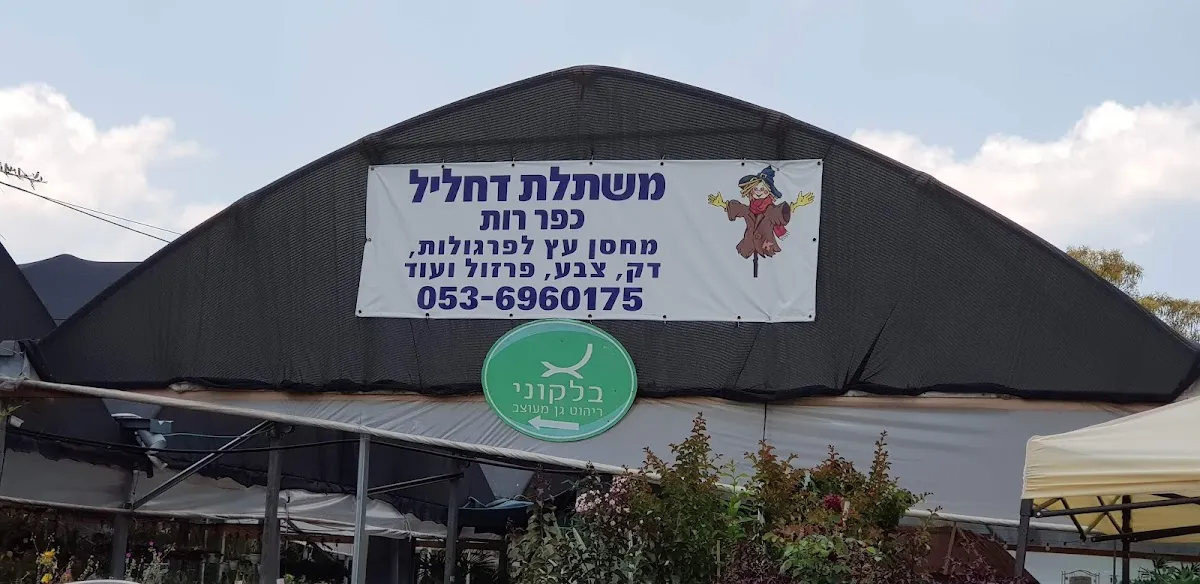 משתלת דחליל
כפר רות
מחסן עץ לפרגולות,
דק, צבע, פרזול ועוד
053-6960175
בלקוני
ריהוט גן מעוצב